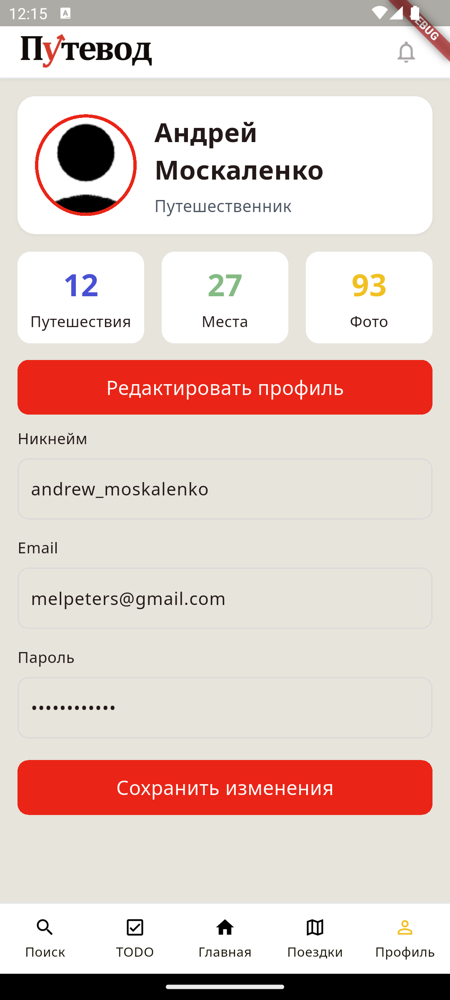 12:15
DEBUG
Путевод
Андрей
Москаленко
Путешественник
12
27
93
Путешествия
Места
Фото
Редактировать профиль
Никнейм
andrew_moskalenko
Email
melpeters@gmail.com
Пароль
••••••••••••
Сохранить изменения
Поиск
TODO
Главная
Поездки
Профиль